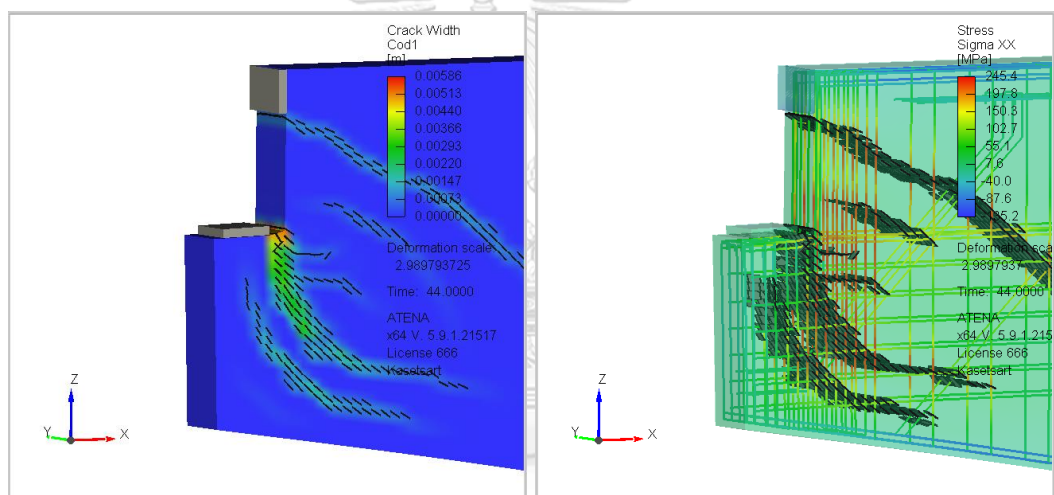 Crack Width
Cod1
[m]
0.00586
0.00513
0.00440
0.00366
0.00293
0.00220
0.00147
0.00073
0.00000
Deformation scale
2.989793725
Time: 44.0000
ATENA
x64 V. 5.9.1.21517
License 666
Kasetsart
Z
Y
X
Stress
Sigma XX
[MPa]
245.4
197.8
150.3
102.7
55.1
7.6
-40.0
-87.6
Deformation sca
2.9897937
Time: 44.0000
ATENA
x64 V. 5.9.1.215
License 666
Kasetsart
Z
Y
X